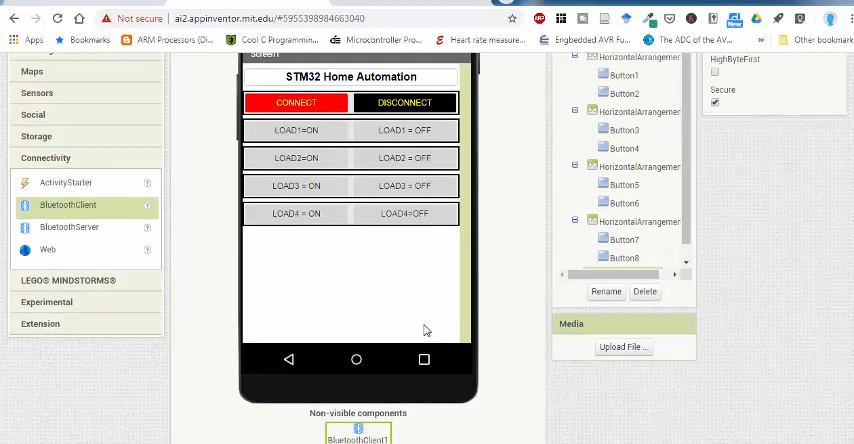 Not secure
ai2.appinventor.mit.edu/#5955398984663040
Apps
Bookmarks
ARM Processors (Di...
Cool C Programmin...
Microcontroller Pro...
Heart rate measure...
Engbedded AVR Fu...
The ADC of the AV...
»
Other bookmark
Maps
Sensors
Social
Storage
Connectivity
ActivityStarter
BluetoothClient
BluetoothServer
Web
LEGO® MINDSTORMS®
Experimental
Extension
STM32 Home Automation
CONNECT
DISCONNECT
LOAD1=ON
LOAD1 = OFF
LOAD2=ON
LOAD2 = OFF
LOAD3 = ON
LOAD3 = OFF
LOAD4 = ON
LOAD4=OFF
Non-visible components
BluetoothClient1
HorizontalArrangemer
Button1
Button2
HorizontalArrangemer
Button3
Button4
HorizontalArrangemer
Button5
Button6
HorizontalArrangemer
Button7
Button8
Rename
Delete
Media
Upload File ...
HighByteFirst
Secure